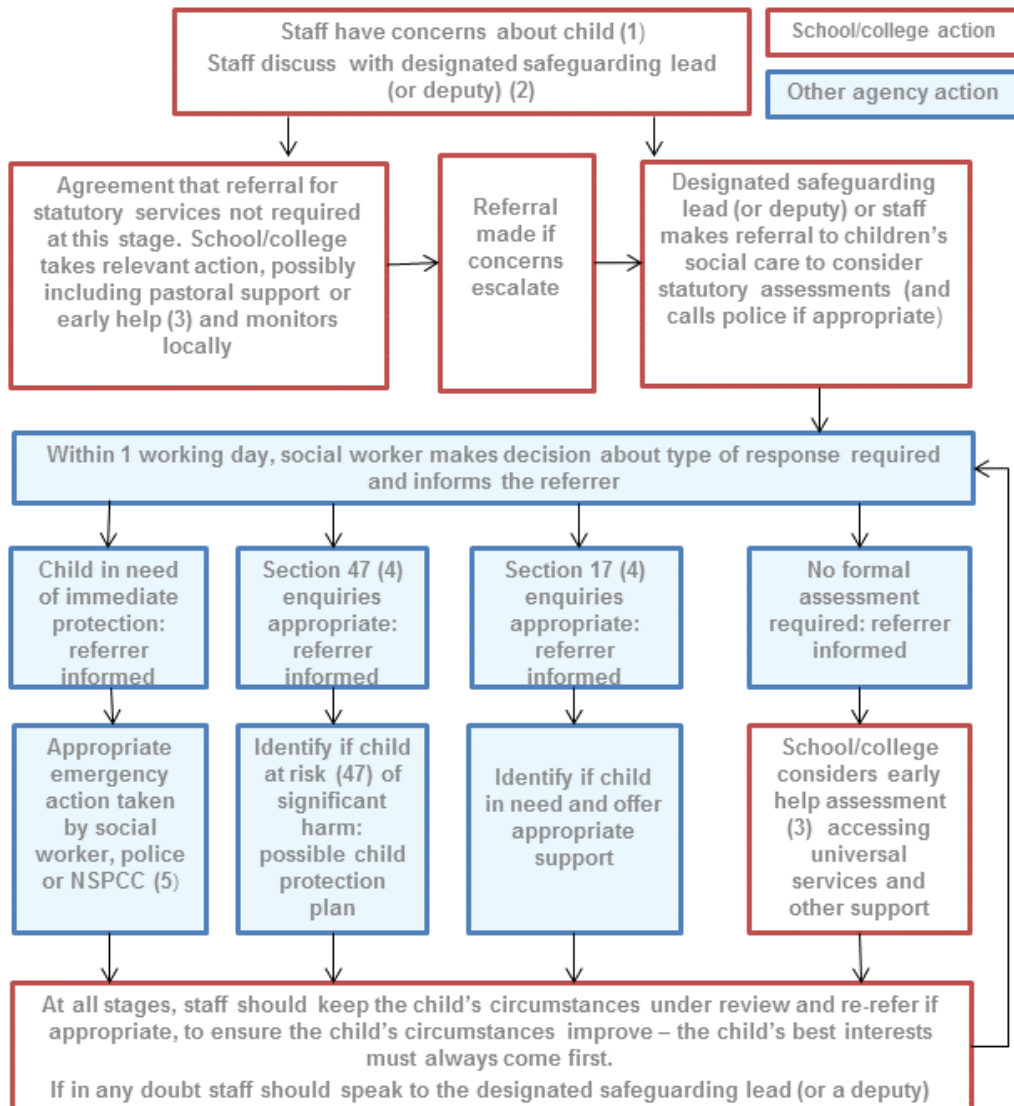 Staff have concerns about child (1)
Staff discuss with designated safeguarding lead
(or deputy) (2)
School/college action
Other agency action
Agreement that referral for
statutory services not required
at this stage. School/college
takes relevant action, possibly
including pastoral support or
early help (3) and monitors
locally
Referral
made if
concerns
escalate
Designated safeguarding
lead (or deputy) or staff
makes referral to children’s
social care to consider
statutory assessments (and
calls police if appropriate)
Within 1 working day, social worker makes decision about type of response required
and informs the referrer
Child in need
of immediate
protection:
referrer
informed
Section 47 (4)
enquiries
appropriate:
referrer
informed
Section 17 (4)
enquiries
appropriate:
referrer
informed
No formal
assessment
required: referrer
informed
Appropriate
emergency
action taken
by social
worker, police
or NSPCC (5)
Identify if child
at risk (47) of
significant
harm:
possible child
protection
plan
Identify if child
in need and offer
appropriate
support
School/college
considers early
help assessment
(3) accessing
universal
services and
other support
At all stages, staff should keep the child’s circumstances under review and re-refer if
appropriate, to ensure the child’s circumstances improve – the child’s best interests
must always come first.
If in any doubt staff should speak to the designated safeguarding lead (or a deputy)